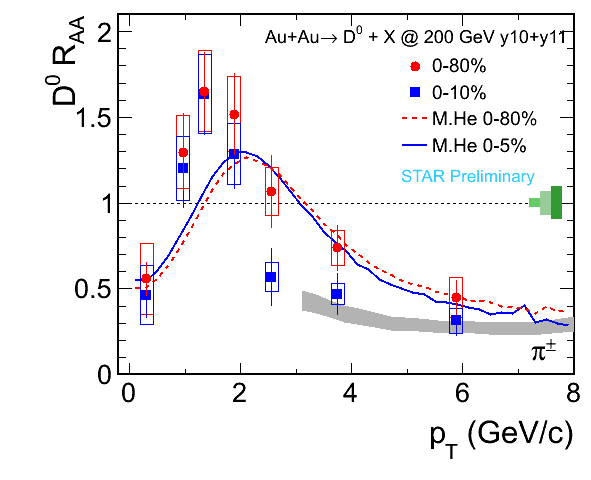 Au+Au→ D⁰ + X @ 200 GeV y10+y11
0-80%
0-10%
M.He 0-80%
M.He 0-5%
STAR Preliminary
D⁰ R_AA
2
1.5
1
0.5
0
π±
0 2 4 6 8
p_T (GeV/c)